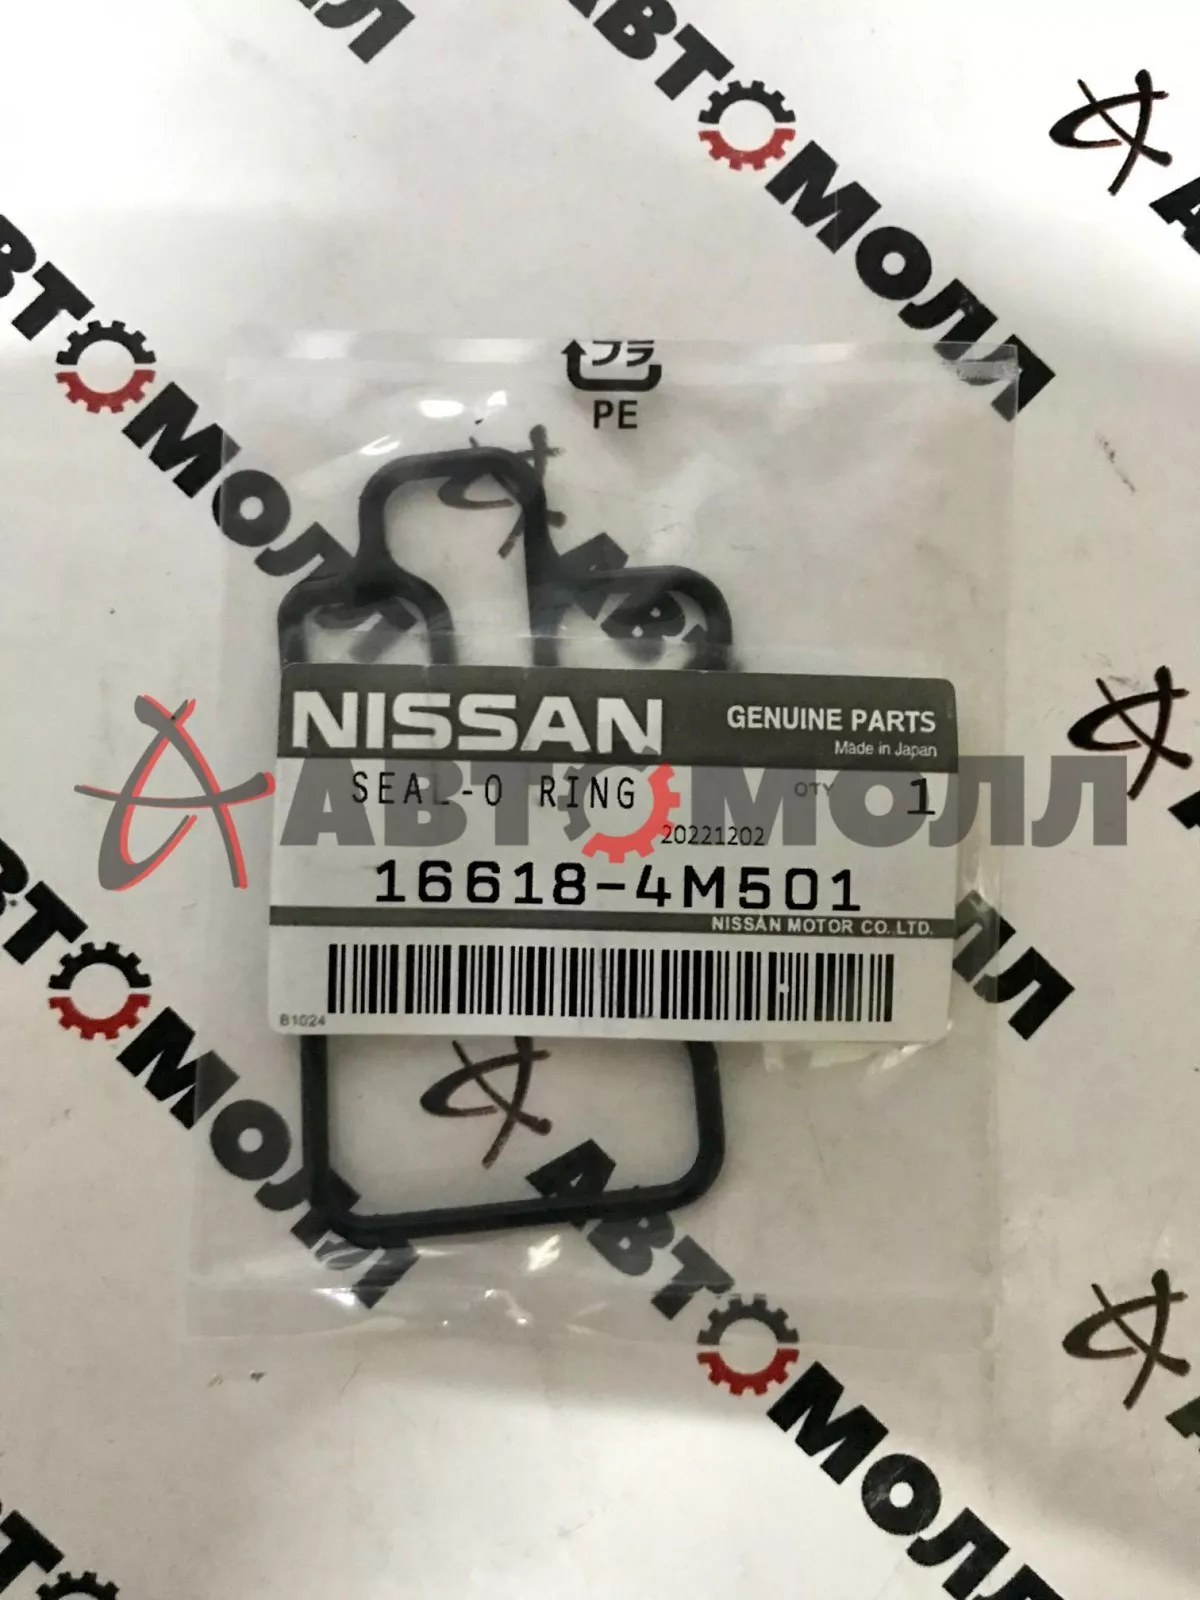 АВТОМОЛЛ
АВТОМОЛЛ
プラ
PE
NISSAN
GENUINE PARTS
Made in Japan
SEAL-O RING
QTY
1
АВТОМОЛЛ
20221202
16618-4M501
NISSAN MOTOR CO., LTD.
B1024
АВТОМОЛЛ
АВТОМОЛЛ